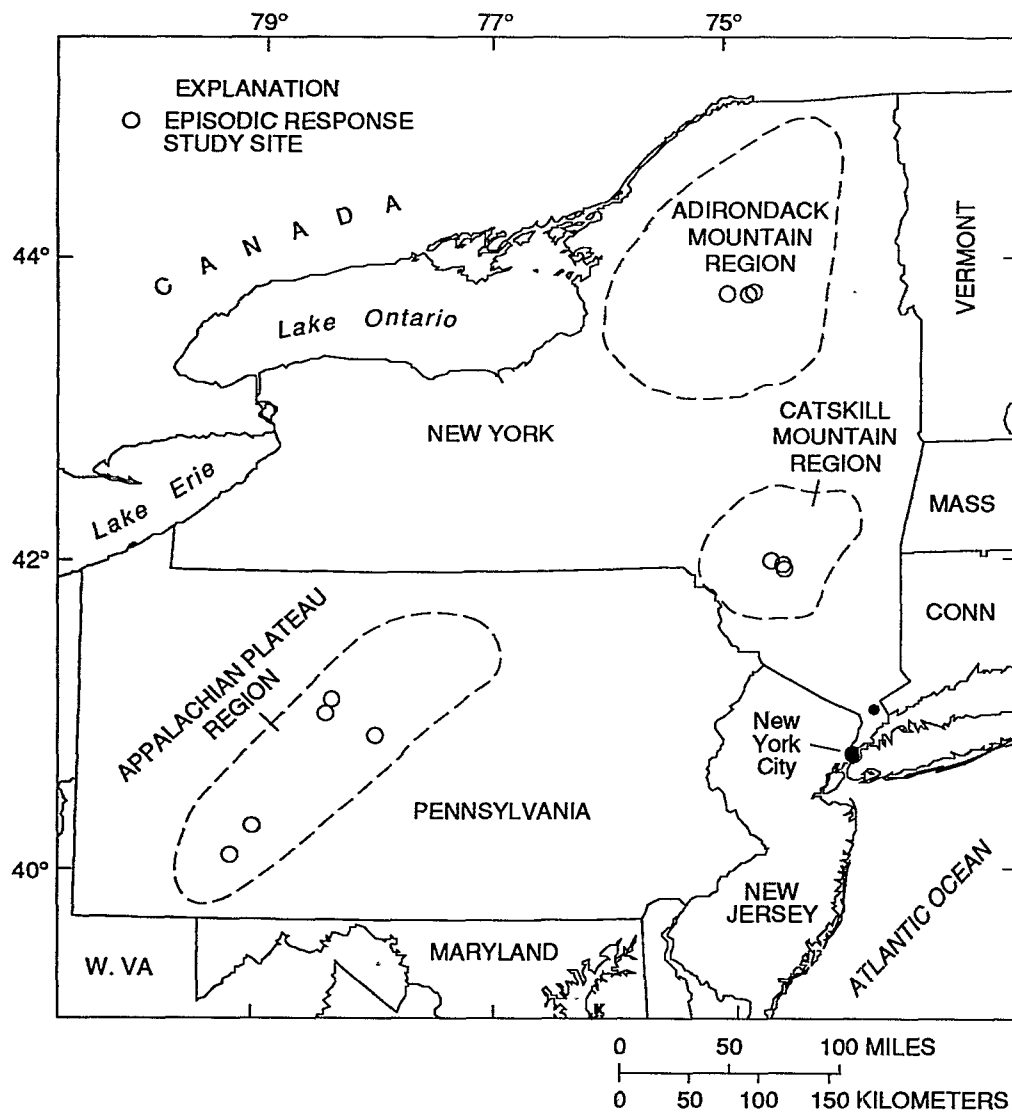 79° 77° 75°
EXPLANATION
EPISODIC RESPONSE
STUDY SITE
CANADA
ADIRONDACK
MOUNTAIN
REGION
VERMONT
44°
Lake Ontario
CATSKILL
MOUNTAIN
REGION
NEW YORK
Lake Erie
MASS
42°
CONN
APPALACHIAN PLATEAU
REGION
New
York
City
PENNSYLVANIA
40°
NEW
JERSEY
ATLANTIC OCEAN
W. VA
MARYLAND
0 50 100 MILES
0 50 100 150 KILOMETERS